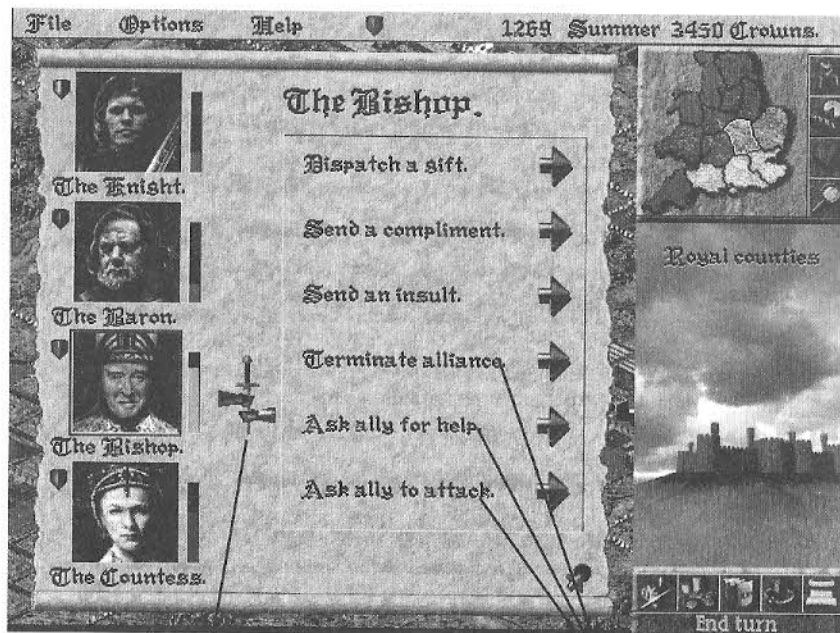 File Options Help 1269 Summer 3450 Crowns.
The Bishop.
Dispatch a gift.
The Knight.
Send a compliment.
Royal counties
Send an insult.
The Baron.
Terminate alliance.
Ask ally for help.
The Bishop.
Ask ally to attack.
The Countess.
End turn